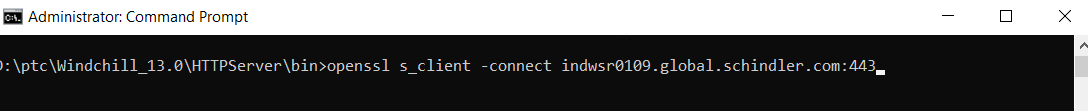 Administrator: Command Prompt
D:\ptc\Windchill_13.0\HTTPServer\bin>openssl s_client -connect indwsr0109.global.schindler.com:443